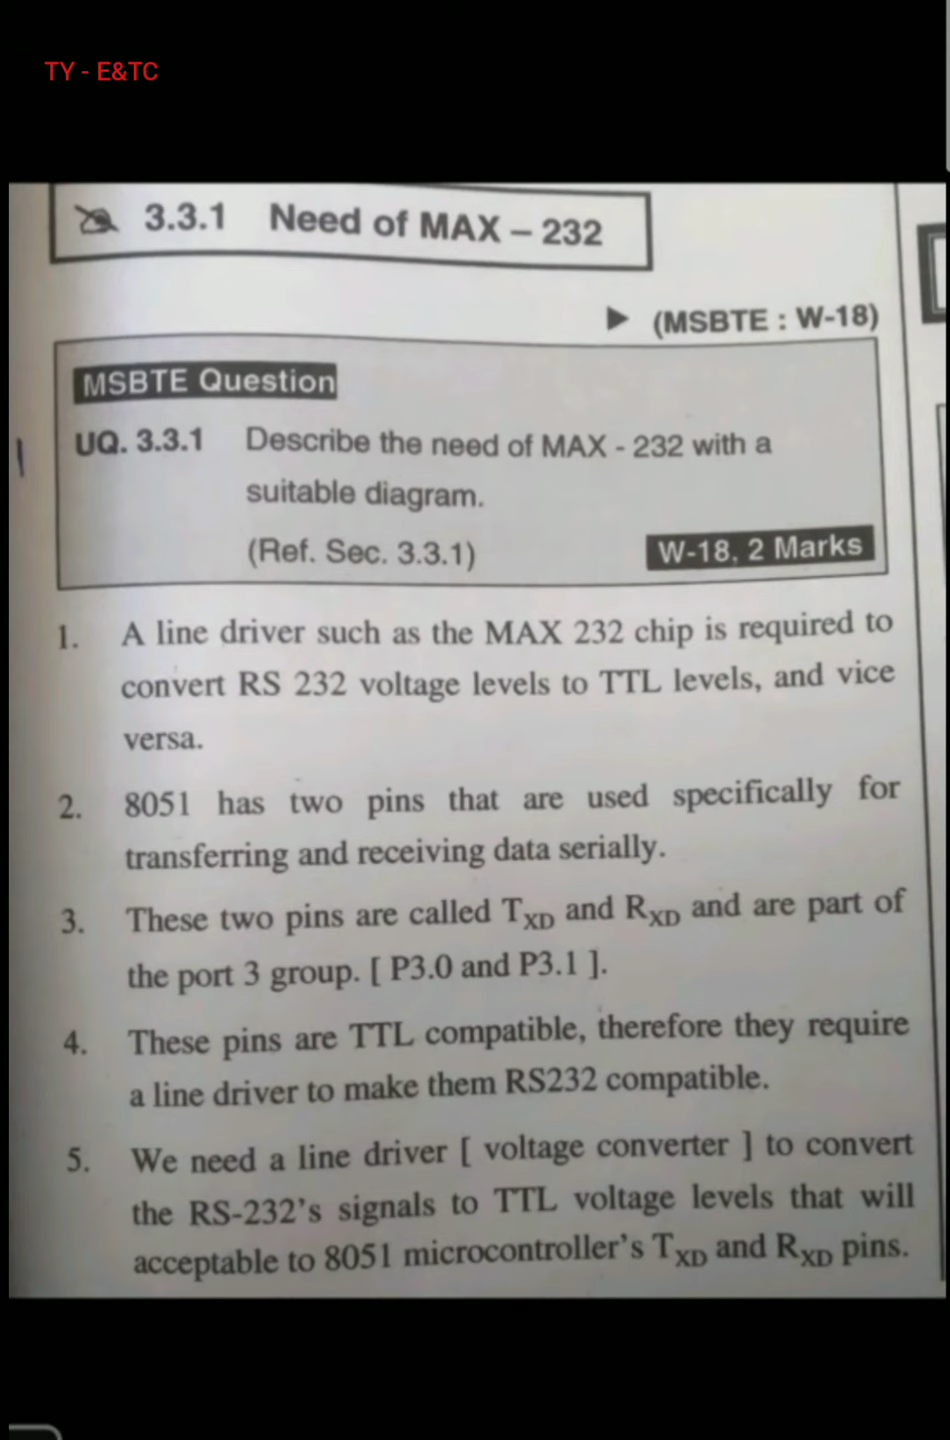 TY - E&TC
3.3.1 Need of MAX – 232
▶ (MSBTE : W-18)
MSBTE Question
UQ. 3.3.1 Describe the need of MAX - 232 with a
suitable diagram.
(Ref. Sec. 3.3.1)
W-18, 2 Marks
1. A line driver such as the MAX 232 chip is required to
convert RS 232 voltage levels to TTL levels, and vice
versa.
2. 8051 has two pins that are used specifically for
transferring and receiving data serially.
3. These two pins are called TXD and RXD and are part of
the port 3 group. [ P3.0 and P3.1 ].
4. These pins are TTL compatible, therefore they require
a line driver to make them RS232 compatible.
5. We need a line driver [ voltage converter ] to convert
the RS-232's signals to TTL voltage levels that will
acceptable to 8051 microcontroller's TXD and RXD pins.